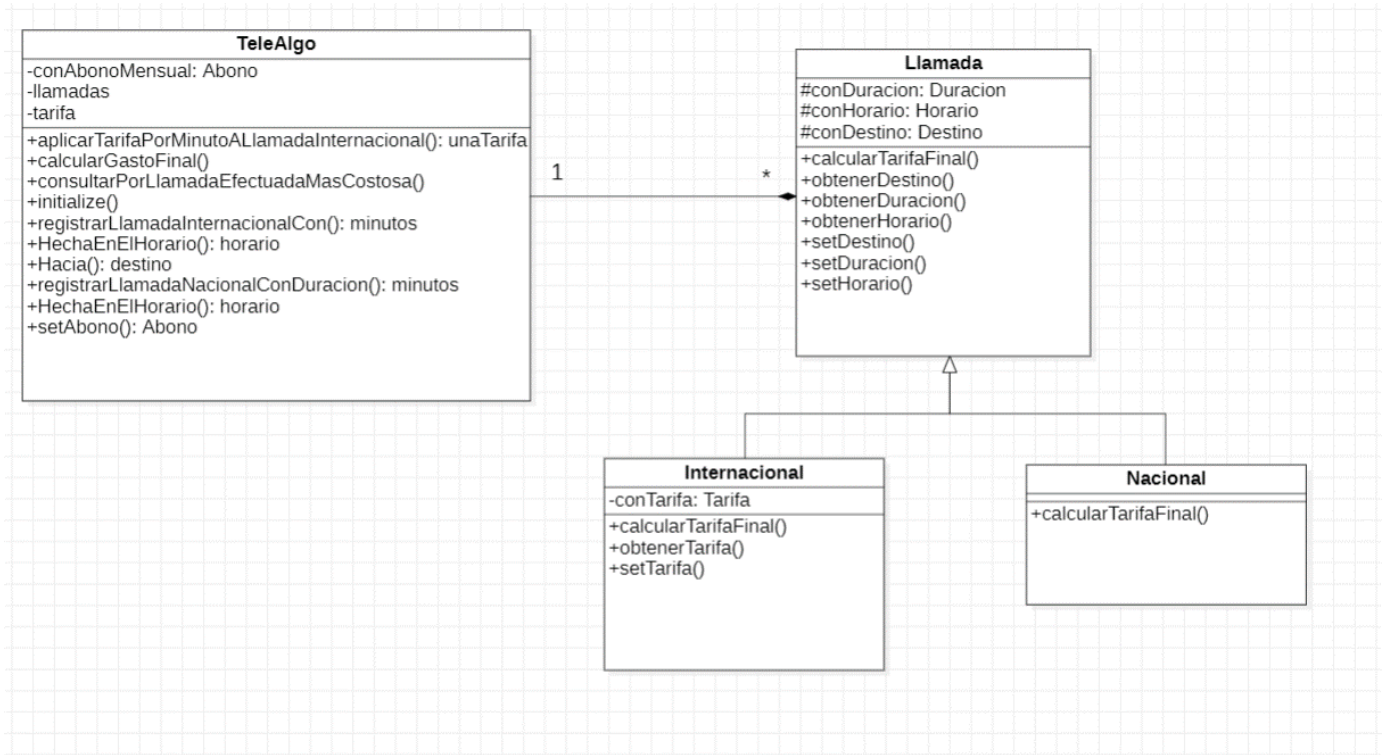 TeleAlgo
-conAbonoMensual: Abono
-llamadas
-tarifa
+aplicarTarifaPorMinutoALlamadaInternacional(): unaTarifa
+calcularGastoFinal()
+consultarPorLlamadaEfectuadaMasCostosa()
+initialize()
+registrarLlamadaInternacionalCon(): minutos
+HechaEnElHorario(): horario
+Hacia(): destino
+registrarLlamadaNacionalConDuracion(): minutos
+HechaEnElHorario(): horario
+setAbono(): Abono
1
*
Llamada
#conDuracion: Duracion
#conHorario: Horario
#conDestino: Destino
+calcularTarifaFinal()
+obtenerDestino()
+obtenerDuracion()
+obtenerHorario()
+setDestino()
+setDuracion()
+setHorario()
Internacional
-conTarifa: Tarifa
+calcularTarifaFinal()
+obtenerTarifa()
+setTarifa()
Nacional
+calcularTarifaFinal()